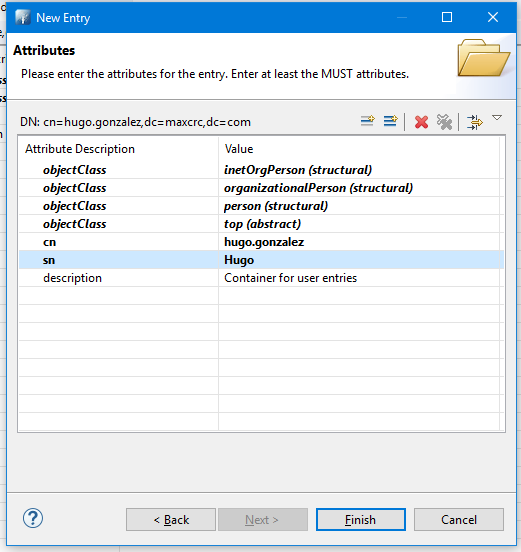 New Entry
Attributes
Please enter the attributes for the entry. Enter at least the MUST attributes.
DN: cn=hugo.gonzalez,dc=maxcrc,dc=com
Attribute Description Value
objectClass inetOrgPerson (structural)
objectClass organizationalPerson (structural)
objectClass person (structural)
objectClass top (abstract)
cn hugo.gonzalez
sn Hugo
description Container for user entries
? < Back Next > Finish Cancel